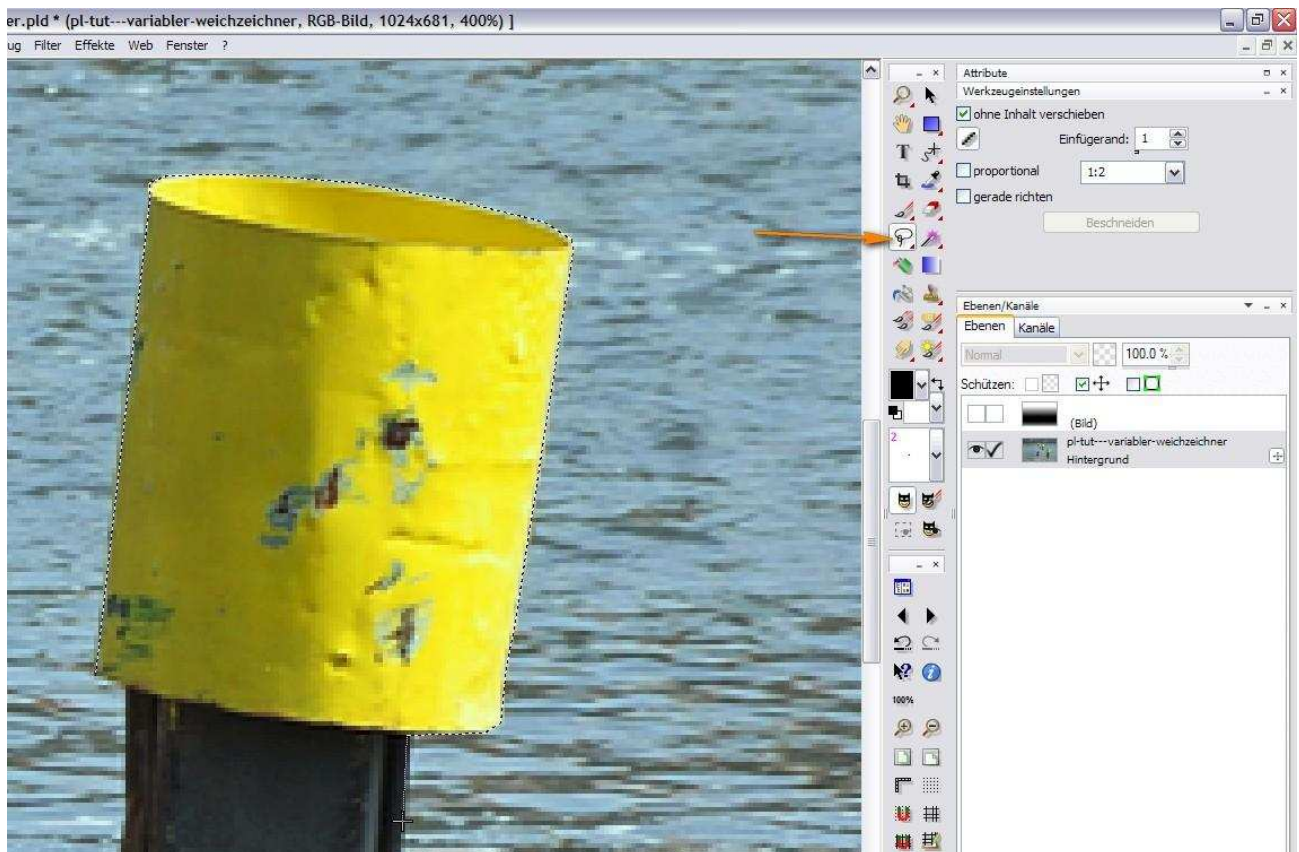 er.pld * (pl-tut---variabler-weichzeichner, RGB-Bild, 1024x681, 400%) ]
ug Filter Effekte Web Fenster ?
Attribute
Werkzeugeinstellungen
ohne Inhalt verschieben
Einfügerand: 1
proportional 1:2
gerade richten
Beschneiden
Ebenen/Kanäle
Ebenen Kanäle
Normal 100.0 %
Schützen:
(Bild)
pl-tut---variabler-weichzeichner
Hintergrund
2
100%